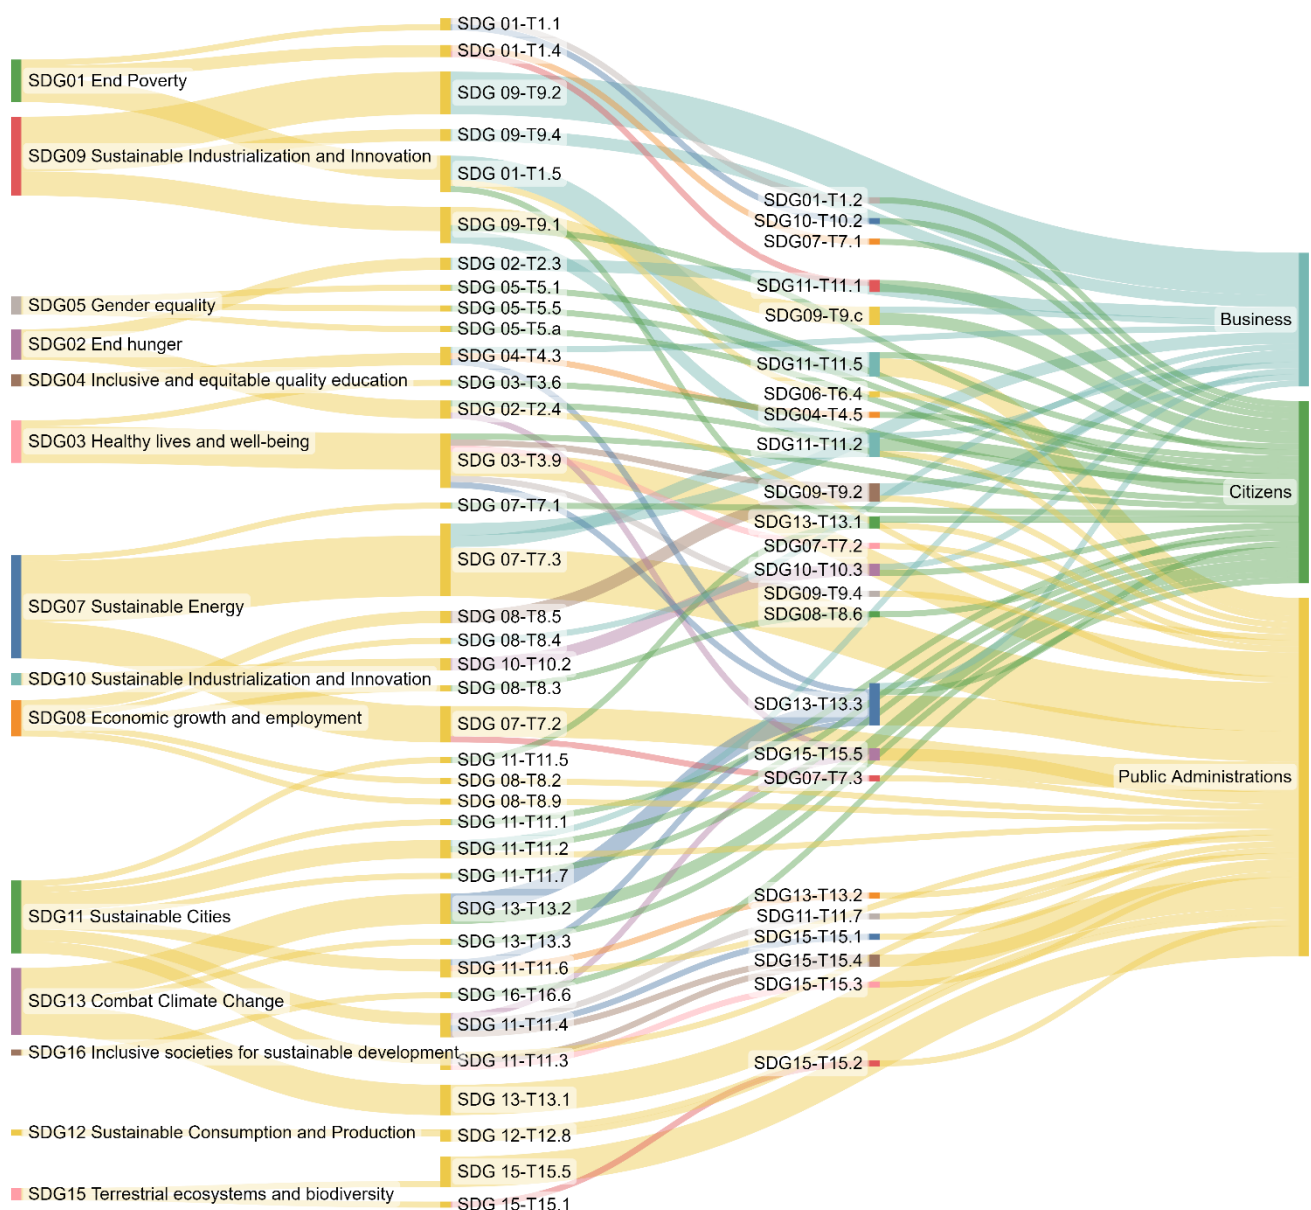 SDG01 End Poverty
SDG09 Sustainable Industrialization and Innovation
SDG05 Gender equality
SDG02 End hunger
SDG04 Inclusive and equitable quality education
SDG03 Healthy lives and well-being
SDG07 Sustainable Energy
SDG10 Sustainable Industrialization and Innovation
SDG08 Economic growth and employment
SDG11 Sustainable Cities
SDG13 Combat Climate Change
SDG16 Inclusive societies for sustainable development
SDG12 Sustainable Consumption and Production
SDG15 Terrestrial ecosystems and biodiversity
SDG 01-T1.1
SDG 01-T1.4
SDG 09-T9.2
SDG 09-T9.4
SDG 01-T1.5
SDG 09-T9.1
SDG 02-T2.3
SDG 05-T5.1
SDG 05-T5.5
SDG 05-T5.a
SDG 04-T4.3
SDG 03-T3.6
SDG 02-T2.4
SDG 03-T3.9
SDG 07-T7.1
SDG 07-T7.3
SDG 08-T8.5
SDG 08-T8.4
SDG 10-T10.2
SDG 08-T8.3
SDG 07-T7.2
SDG 11-T11.5
SDG 08-T8.2
SDG 08-T8.9
SDG 11-T11.1
SDG 11-T11.2
SDG 11-T11.7
SDG 13-T13.2
SDG 13-T13.3
SDG 11-T11.6
SDG 16-T16.6
SDG 11-T11.4
SDG 11-T11.3
SDG 13-T13.1
SDG 12-T12.8
SDG 15-T15.5
SDG 15-T15.1
SDG01-T1.2
SDG10-T10.2
SDG07-T7.1
SDG11-T11.1
SDG09-T9.c
SDG11-T11.5
SDG06-T6.4
SDG04-T4.5
SDG11-T11.2
SDG09-T9.2
SDG13-T13.1
SDG07-T7.2
SDG10-T10.3
SDG09-T9.4
SDG08-T8.6
SDG13-T13.3
SDG15-T15.5
SDG07-T7.3
SDG13-T13.2
SDG11-T11.7
SDG15-T15.1
SDG15-T15.4
SDG15-T15.3
SDG15-T15.2
Business
Citizens
Public Administrations